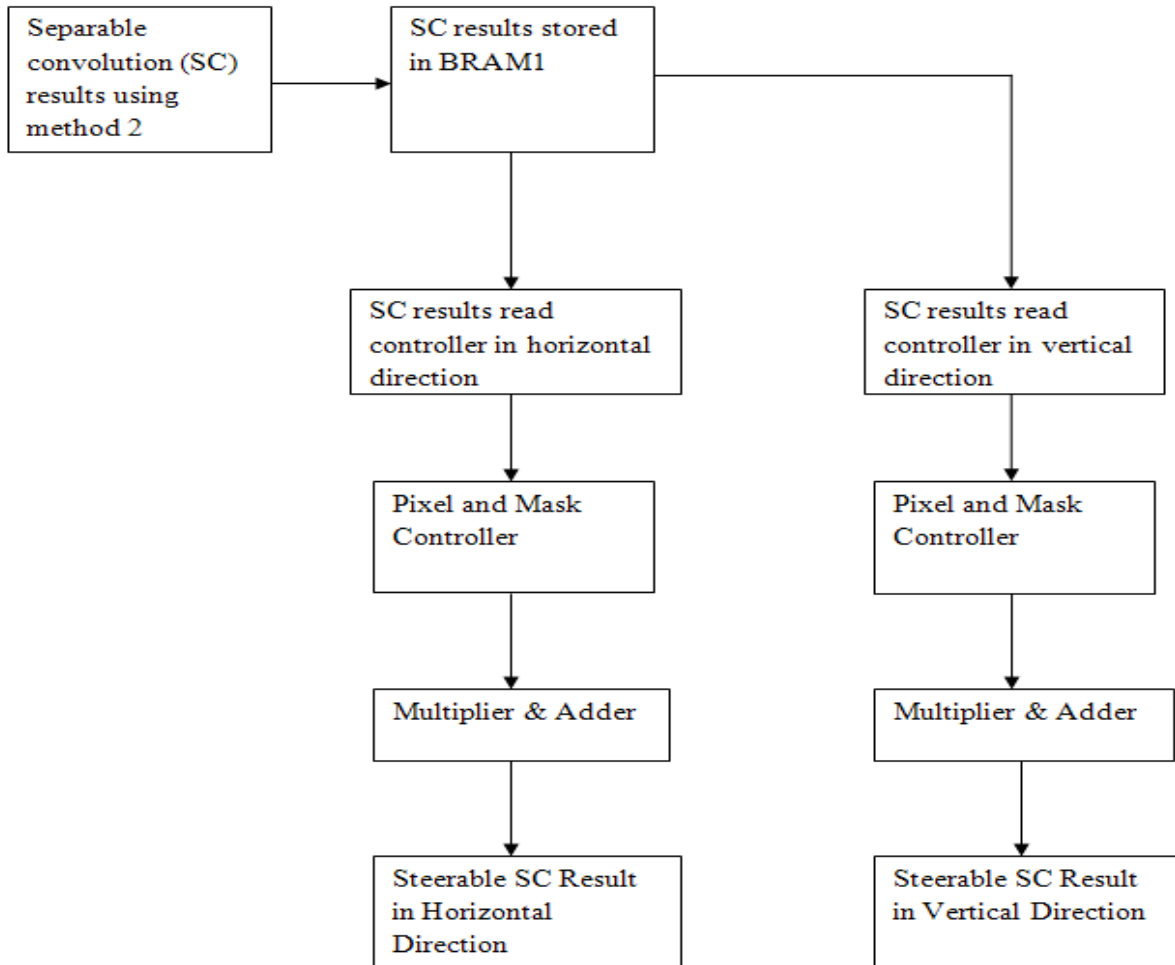 Separable
convolution (SC)
results using
method 2
SC results stored
in BRAM1
SC results read
controller in horizontal
direction
SC results read
controller in vertical
direction
Pixel and Mask
Controller
Pixel and Mask
Controller
Multiplier & Adder
Multiplier & Adder
Steerable SC Result
in Horizontal
Direction
Steerable SC Result
in Vertical Direction